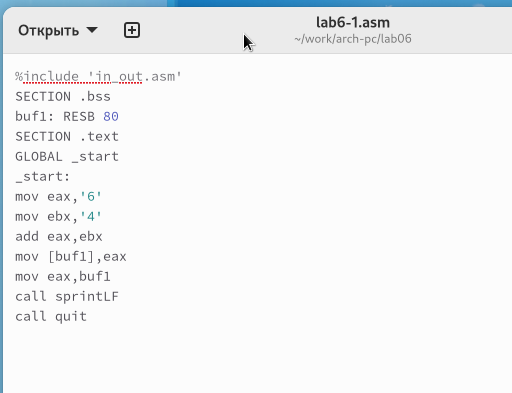 Открыть
lab6-1.asm
~/work/arch-pc/lab06
%include 'in_out.asm'
SECTION .bss
buf1: RESB 80
SECTION .text
GLOBAL _start
_start:
mov eax,'6'
mov ebx,'4'
add eax,ebx
mov [buf1],eax
mov eax,buf1
call sprintLF
call quit